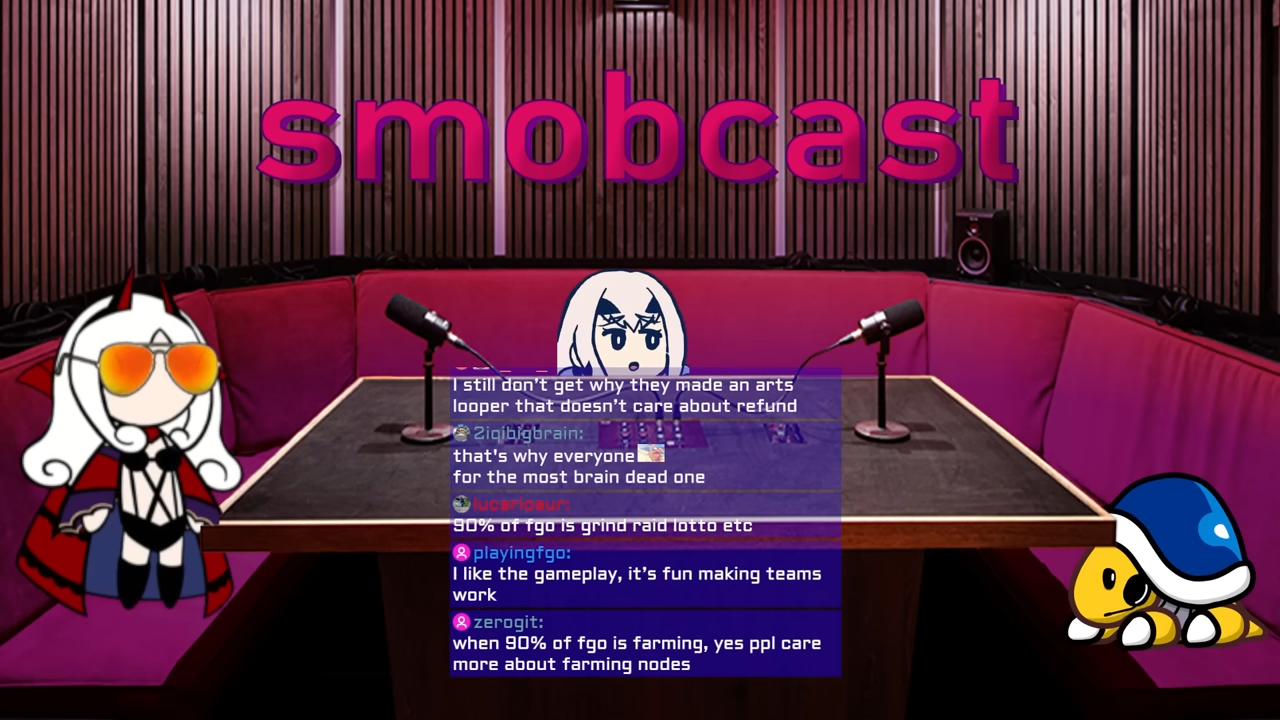 smobcast
I still don't get why they made an arts
looper that doesn't care about refund
2iqibigbrain:
that's why everyone
for the most brain dead one
lucaripaur:
90% of fgo is grind raid lotto etc
playingfgo:
I like the gameplay, it's fun making teams
work
zerogit:
when 90% of fgo is farming, yes ppl care
more about farming nodes